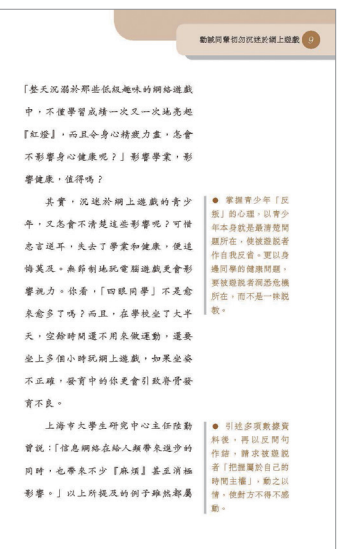 勸誡同輩切勿沉迷於網上遊戲 9
「整天沉溺於那些低級趣味的網絡遊戲
中，不僅學習成績一次又一次地亮起
『紅燈』，而且令身心精疲力盡，怎會
不影響身心健康呢？」影響學業，影
響健康，值得嗎？
其實，沉迷於網上遊戲的青少
年，又怎會不清楚這些影響呢？可惜
忠言逆耳，失去了學業和健康，便追
悔莫及。無節制地玩電腦遊戲更會影
響視力。你看，「四眼同學」不是愈
來愈多了嗎？而且，在學校坐了大半
天，空餘時間還不用來做運動，還要
坐上多個小時玩網上遊戲，如果坐姿
不正確，發育中的你更會引致脊骨發
育不良。
上海市大學生研究中心主任陸勤
曾說：「信息網絡在給人類帶來進步的
同時，也帶來不少『麻煩』甚至消極
影響。」以上所提及的例子雖然都屬
● 掌握青少年「反
叛」的心理，以青少
年本身就是最清楚問
題所在，使被遊說者
作自我反省。更以身
邊同學的健康問題，
要被遊說者洞悉危機
所在，而不是一味說
教。
● 引述多項數據資
料後，再以反問句
作結，請求被遊說
者「把握屬於自己的
時間主權」，動之以
情，使對方不得不感
動。